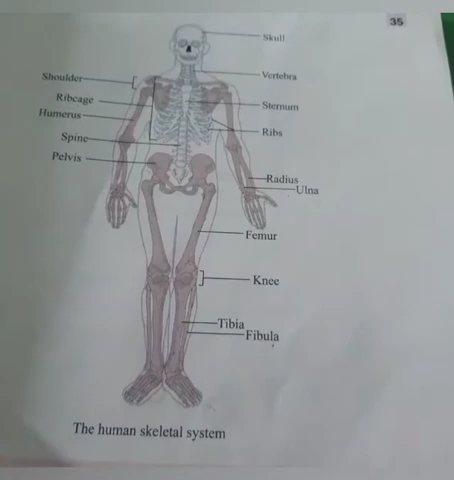 35
Skull
Shoulder
Vertebra
Ribcage
Sternum
Humerus
Ribs
Spine
Pelvis
Radius
Ulna
Femur
Knee
Tibia
Fibula
The human skeletal system